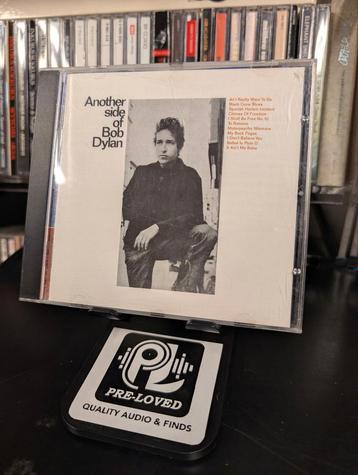 Another
side
of
Bob
Dylan
All I Really Want To Do
Black Crow Blues
Spanish Harlem Incident
Chimes Of Freedom
I Shall Be Free No. 10
To Ramona
Motorpsycho Nitemare
My Back Pages
I Don't Believe You
Ballad In Plain D
It Ain't Me Babe
PL
PRE-LOVED
QUALITY AUDIO & FINDS